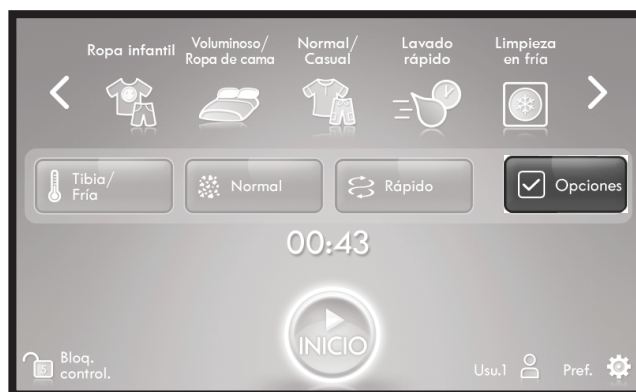 Ropa infantil
Voluminoso/
Ropa de cama
Normal/
Casual
Lavado
rápido
Limpieza
en fría
Tibia/
Fría
Normal
Rápido
Opciones
00:43
INICIO
Bloq.
control.
5
Usu.1
Pref.